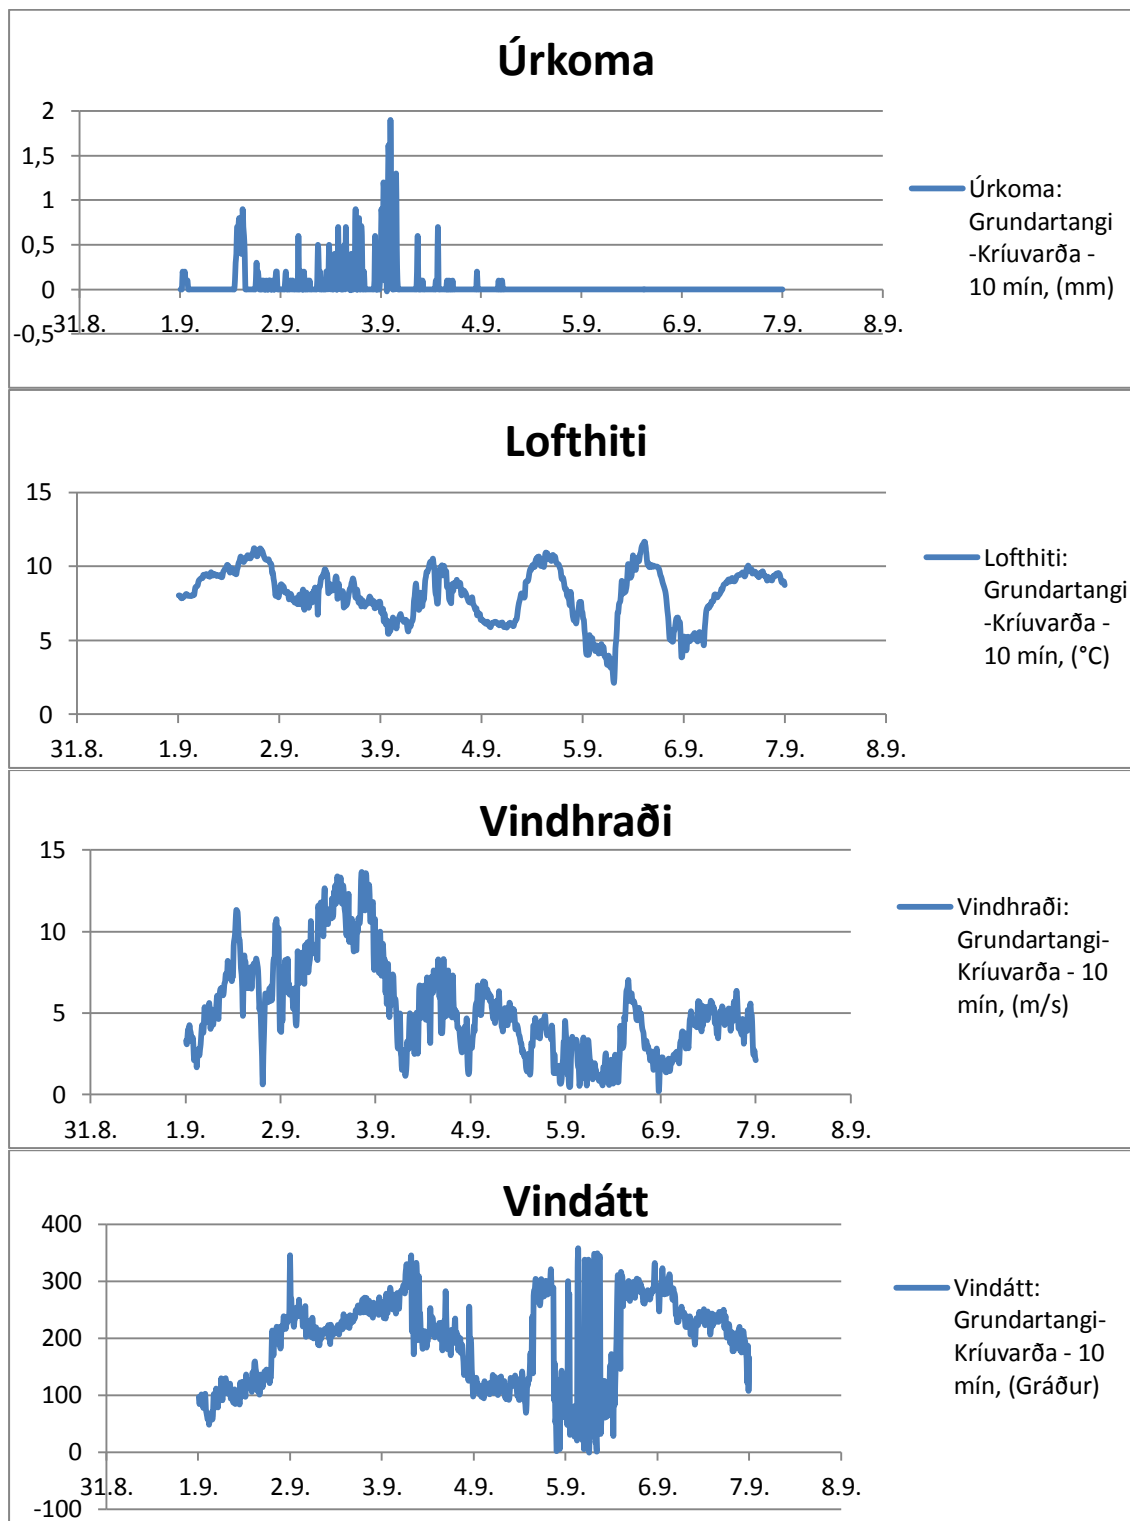 Úrkoma
2
1,5
1
0,5
0
-0,5
31.8. 1.9. 2.9. 3.9. 4.9. 5.9. 6.9. 7.9. 8.9.
Úrkoma:
Grundartangi
-Kríuvarða -
10 mín, (mm)
Lofthiti
15
10
5
0
31.8. 1.9. 2.9. 3.9. 4.9. 5.9. 6.9. 7.9. 8.9.
Lofthiti:
Grundartangi
-Kríuvarða -
10 mín, (°C)
Vindhraði
15
10
5
0
31.8. 1.9. 2.9. 3.9. 4.9. 5.9. 6.9. 7.9. 8.9.
Vindhraði:
Grundartangi-
Kríuvarða - 10
mín, (m/s)
Vindátt
400
300
200
100
0
-100
31.8. 1.9. 2.9. 3.9. 4.9. 5.9. 6.9. 7.9. 8.9.
Vindátt:
Grundartangi-
Kríuvarða - 10
mín, (Gráður)